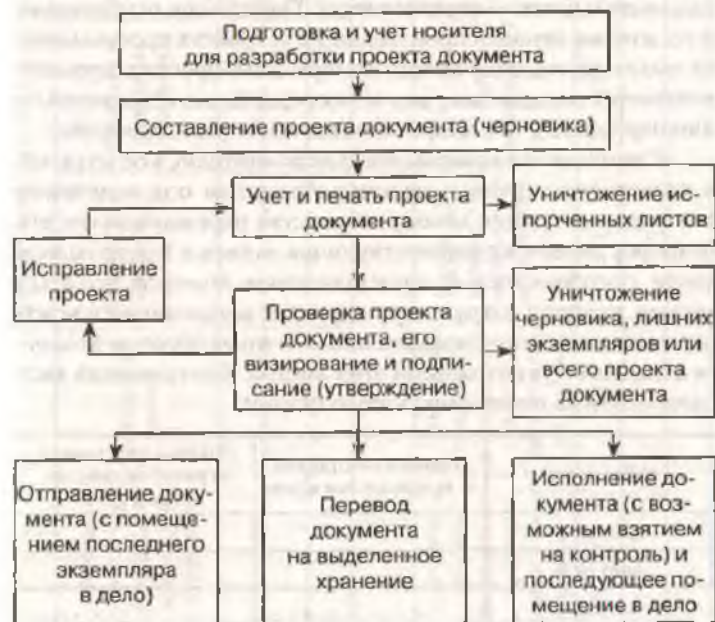 Подготовка и учет носителя
для разработки проекта документа
Составление проекта документа (черновика)
Учет и печать проекта
документа
Уничтожение ис-
порченных листов
Исправление
проекта
Проверка проекта
документа, его
визирование и подпи-
сание (утверждение)
Уничтожение
черновика, лишних
экземпляров или
всего проекта
документа
Отправление доку-
мента (с помеще-
нием последнего
экземпляра
в дело)
Перевод
документа
на выделенное
хранение
Исполнение до-
кумента (с воз-
можным взятием
на контроль) и
последующее по-
мещение в дело